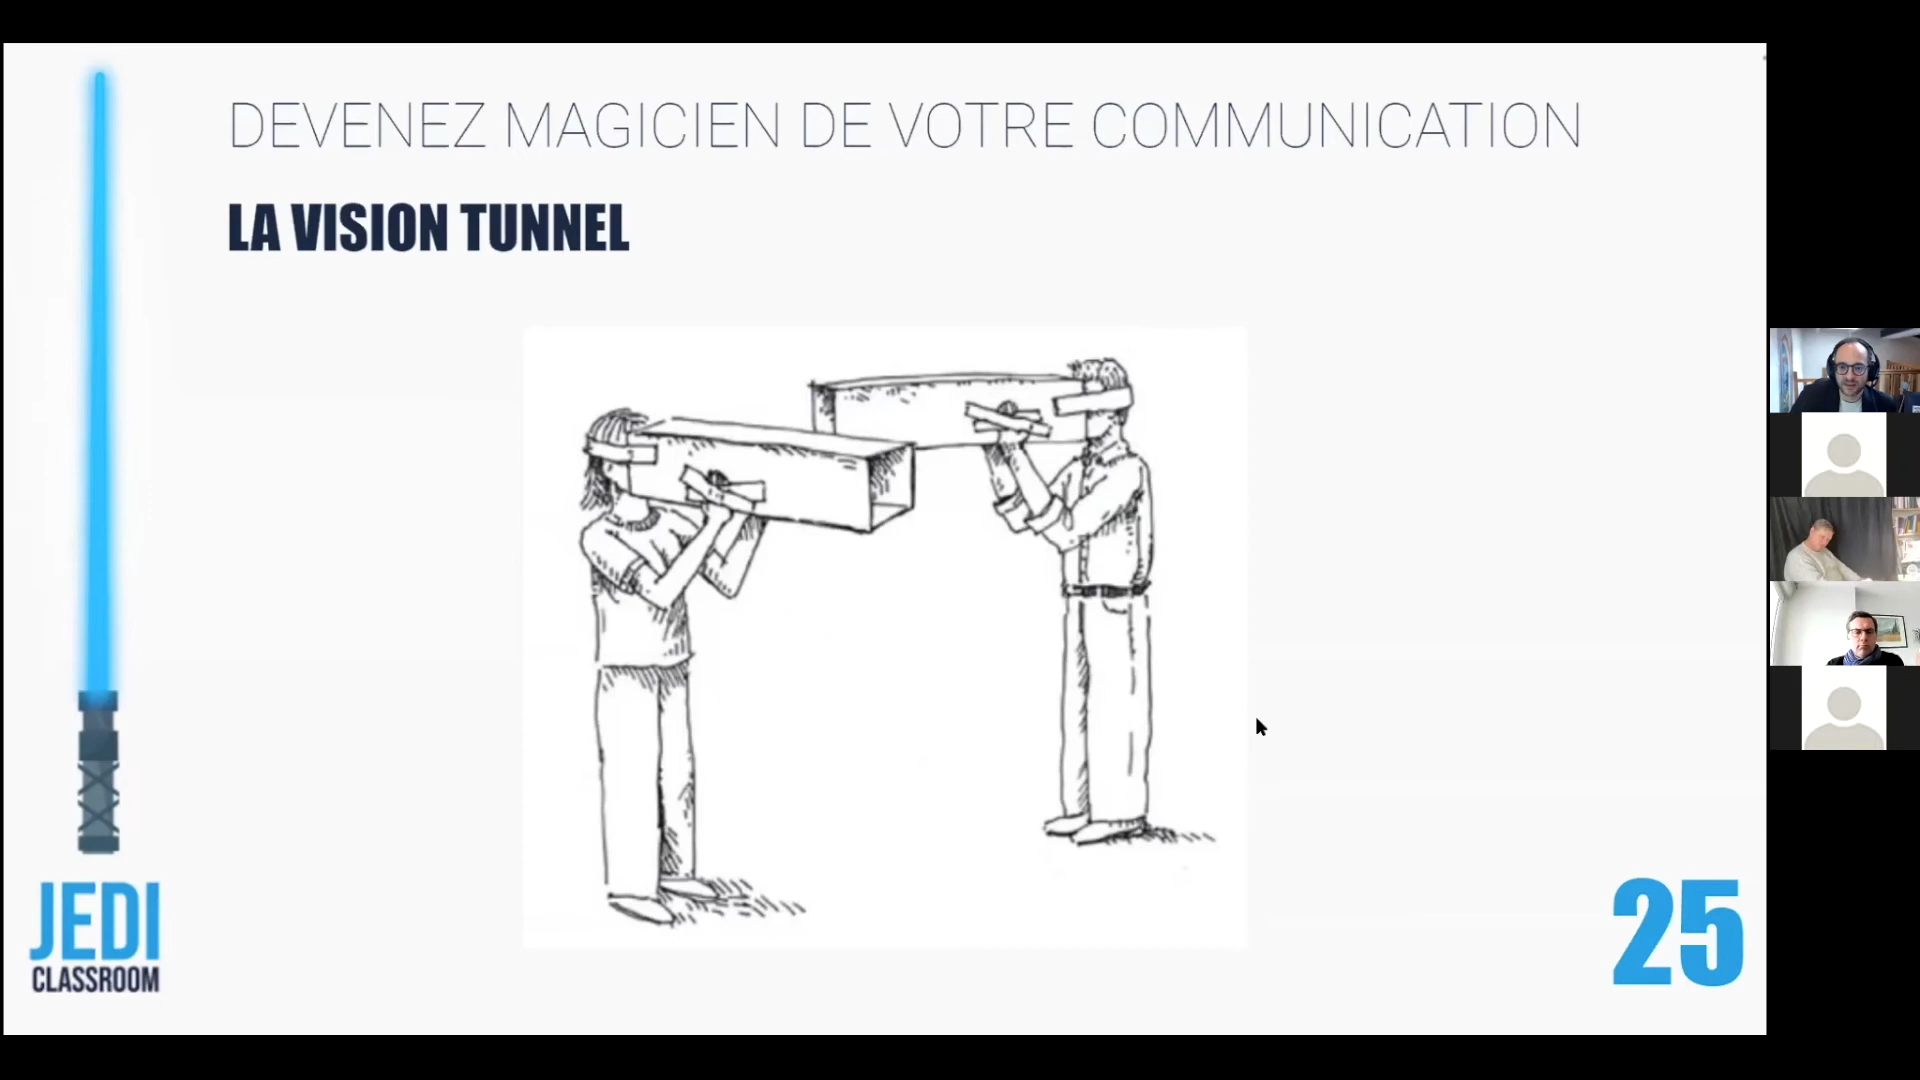 DEVENEZ MAGICIEN DE VOTRE COMMUNICATION
LA VISION TUNNEL
JEDI
CLASSROOM
25